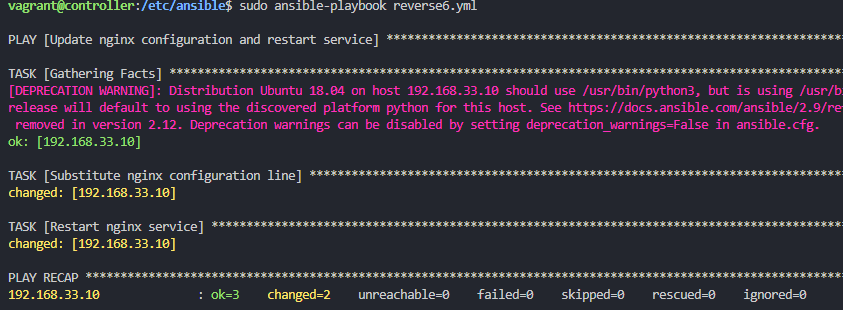 vagrant@controller:/etc/ansible$ sudo ansible-playbook reverse6.yml
PLAY [Update nginx configuration and restart service] *****************************************************************
TASK [Gathering Facts] ************************************************************************************************
[DEPRECATION WARNING]: Distribution Ubuntu 18.04 on host 192.168.33.10 should use /usr/bin/python3, but is using /usr/b
release will default to using the discovered platform python for this host. See https://docs.ansible.com/ansible/2.9/re
removed in version 2.12. Deprecation warnings can be disabled by setting deprecation_warnings=False in ansible.cfg.
ok: [192.168.33.10]
TASK [Substitute nginx configuration line] ****************************************************************************
changed: [192.168.33.10]
TASK [Restart nginx service] ******************************************************************************************
changed: [192.168.33.10]
PLAY RECAP ************************************************************************************************************
192.168.33.10 : ok=3 changed=2 unreachable=0 failed=0 skipped=0 rescued=0 ignored=0